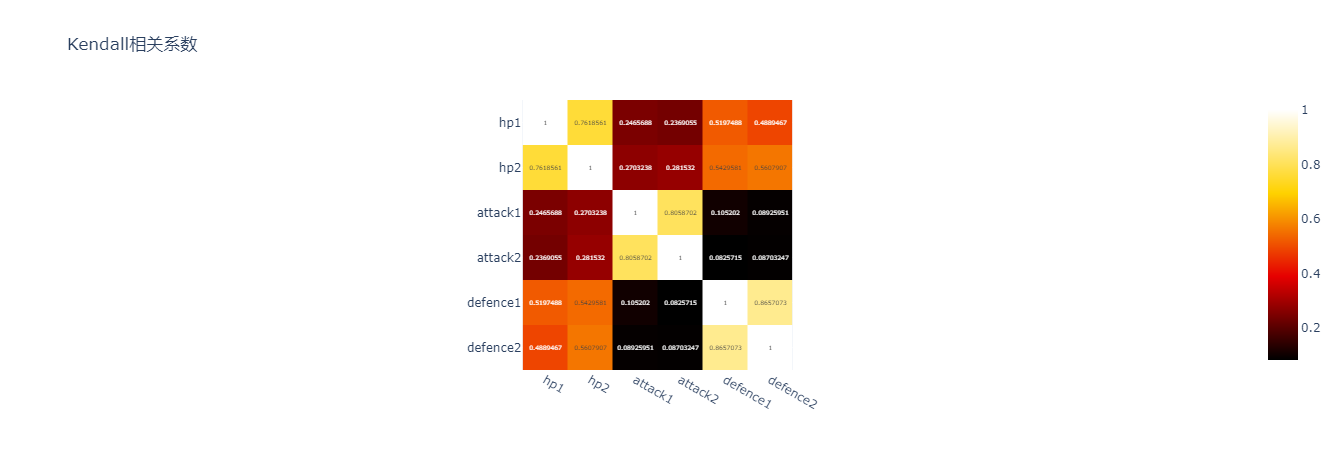 Kendall相关系数
hp1 1 0.7618561 0.2465688 0.2369055 0.5197488 0.4889467
hp2 0.7618561 1 0.2703238 0.281532 0.5429581 0.5607907
attack1 0.2465688 0.2703238 1 0.8058702 0.105202 0.08925951
attack2 0.2369055 0.281532 0.8058702 1 0.0825715 0.08703247
defence1 0.5197488 0.5429581 0.105202 0.0825715 1 0.8657073
defence2 0.4889467 0.5607907 0.08925951 0.08703247 0.8657073 1
hp1 hp2 attack1 attack2 defence1 defence2
1
0.8
0.6
0.4
0.2